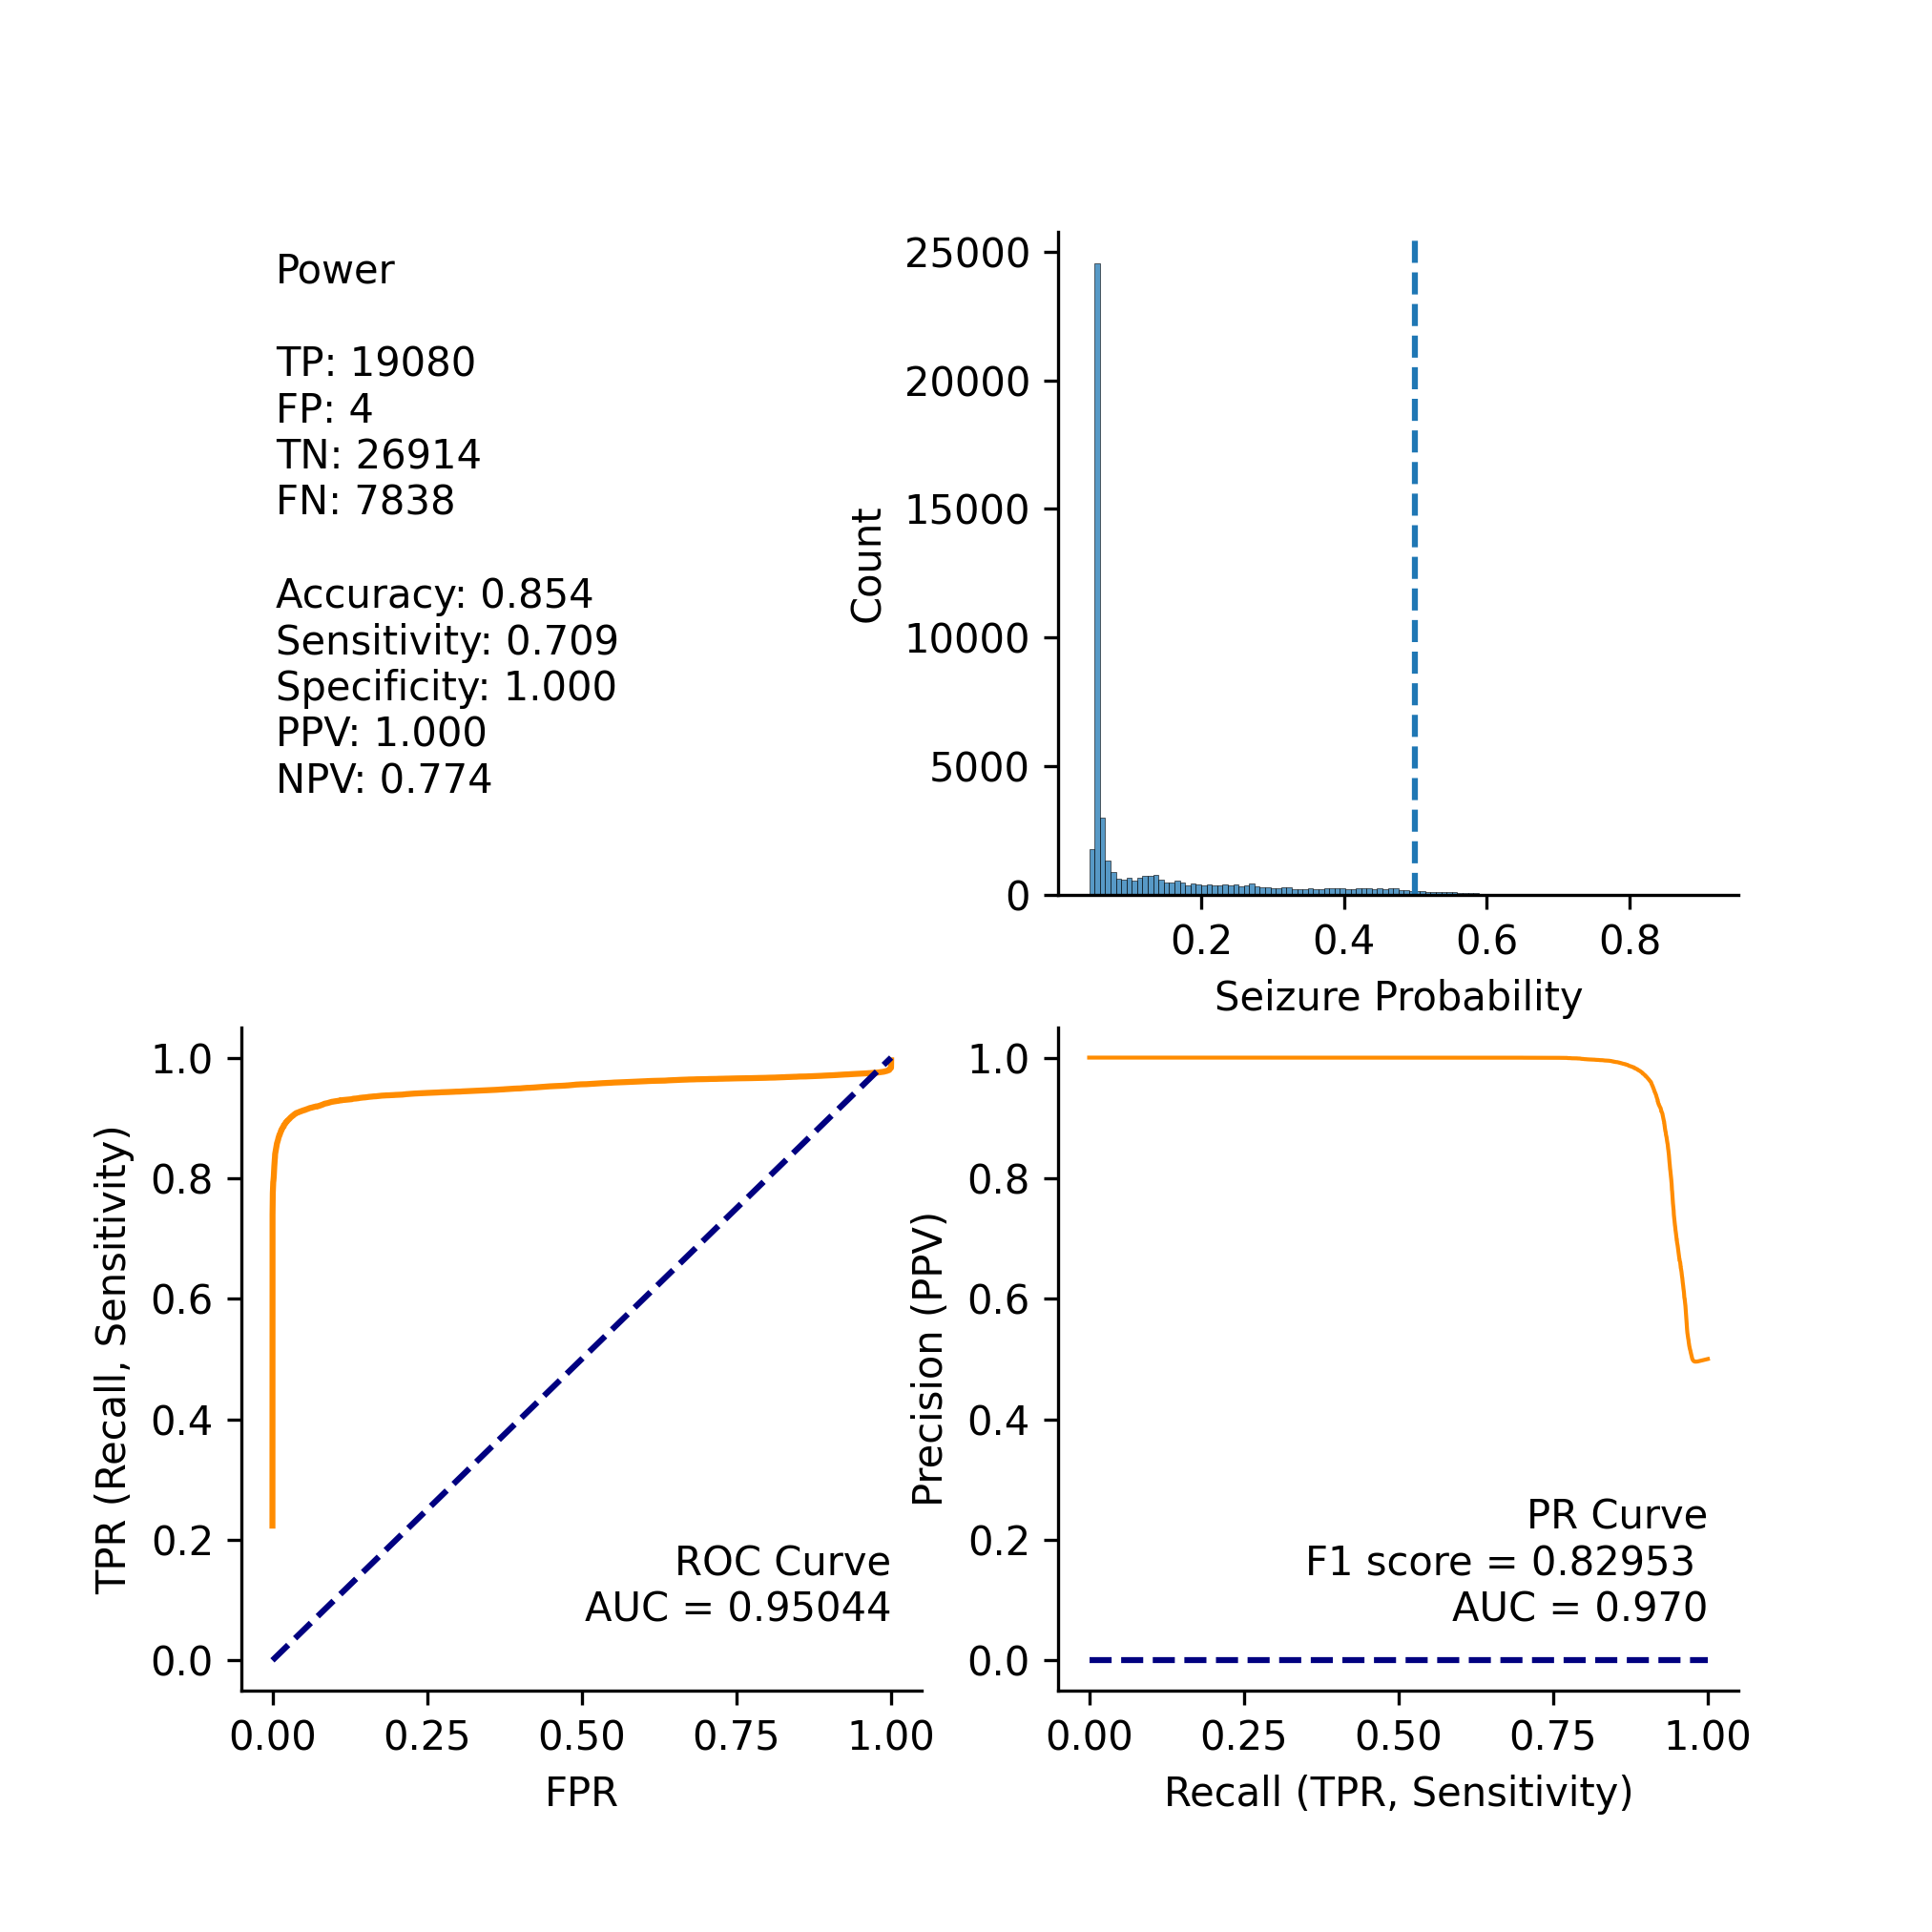 Power
TP: 19080
FP: 4
TN: 26914
FN: 7838
Accuracy: 0.854
Sensitivity: 0.709
Specificity: 1.000
PPV: 1.000
NPV: 0.774
25000
20000
15000
10000
5000
0
Count
0.2 0.4 0.6 0.8
Seizure Probability
1.0
0.8
0.6
0.4
0.2
0.0
TPR (Recall, Sensitivity)
ROC Curve
AUC = 0.95044
0.00 0.25 0.50 0.75 1.00
FPR
1.0
0.8
0.6
0.4
0.2
0.0
Precision (PPV)
PR Curve
F1 score = 0.82953
AUC = 0.970
0.00 0.25 0.50 0.75 1.00
Recall (TPR, Sensitivity)